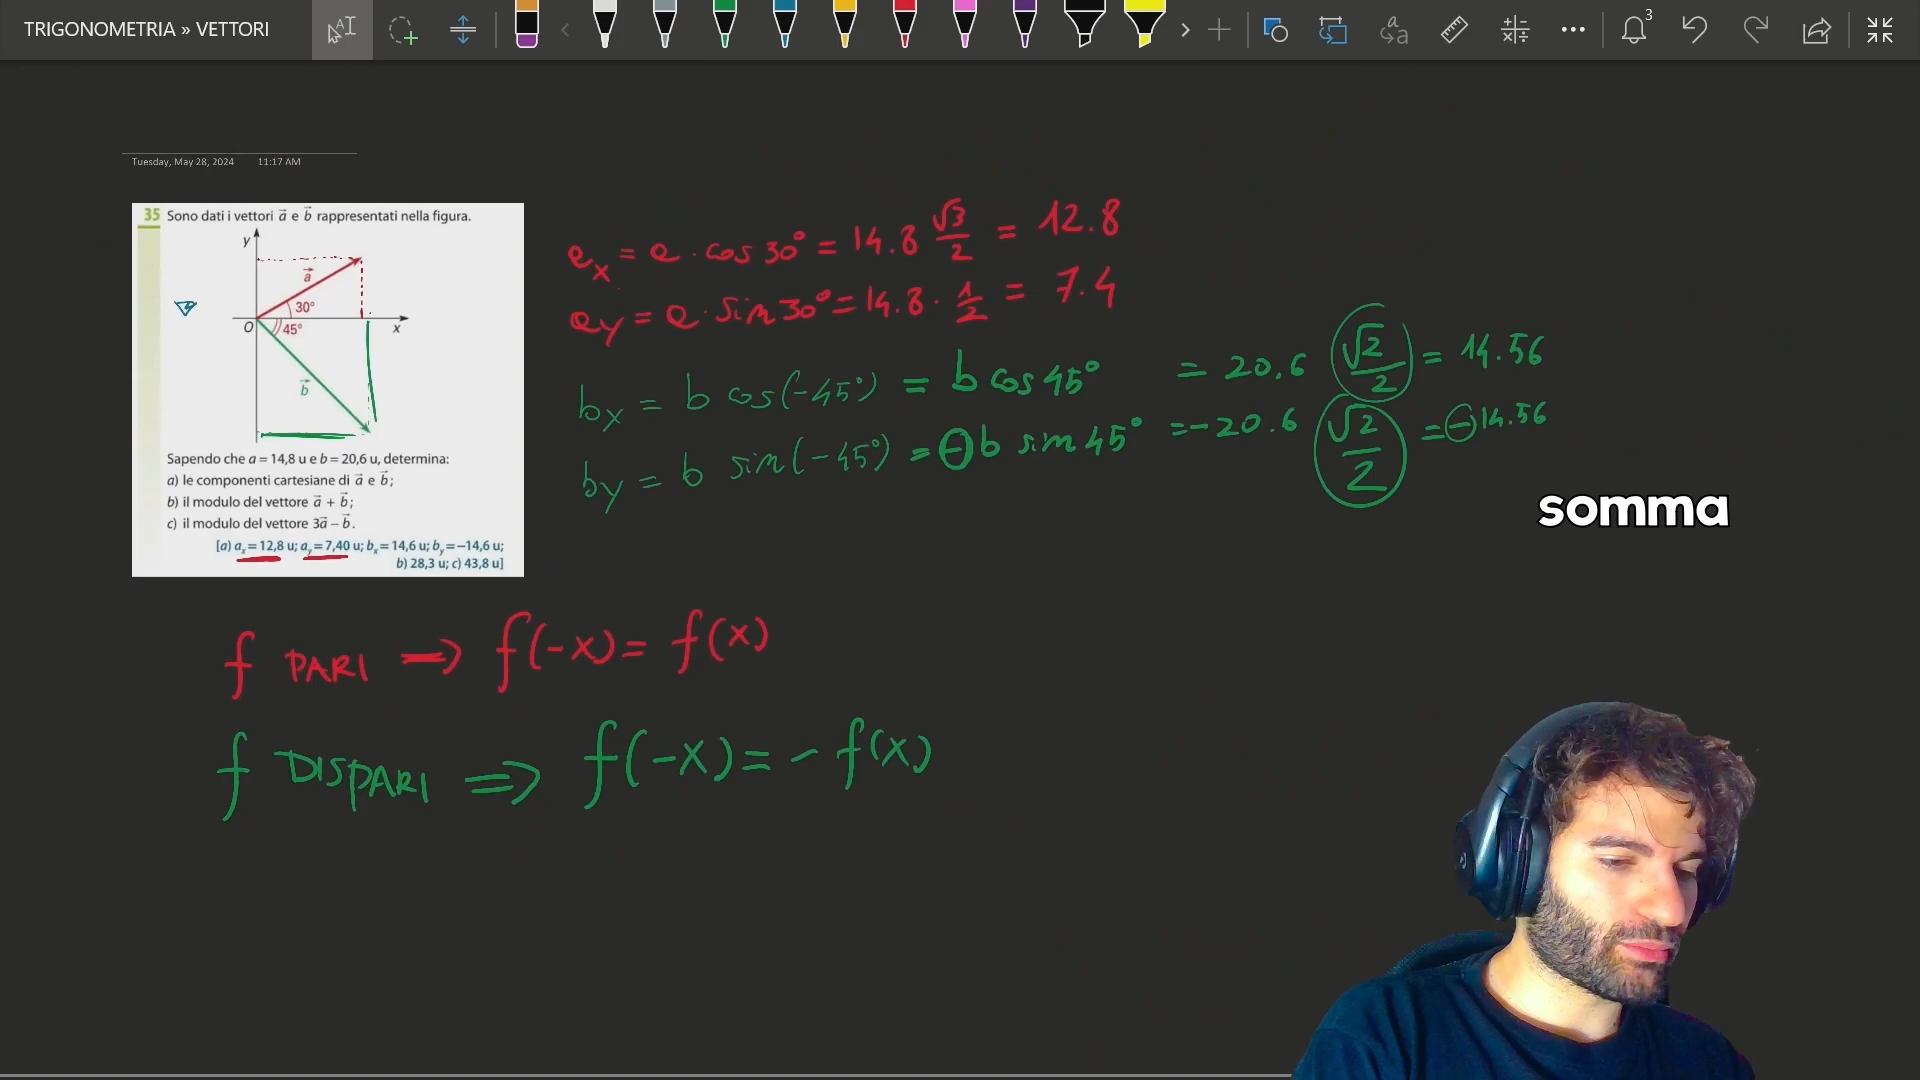 TRIGONOMETRIA » VETTORI
3
Tuesday, May 28, 2024 11:17 AM
35 Sono dati i vettori a⃗ e b⃗ rappresentati nella figura.
y
a⃗
30°
O
45°
x
b⃗
Sapendo che a = 14,8 u e b = 20,6 u, determina:
a) le componenti cartesiane di a⃗ e b⃗;
b) il modulo del vettore a⃗ + b⃗;
c) il modulo del vettore 3a⃗ − b⃗.
[a) aₓ = 12,8 u; a_y = 7,40 u; bₓ = 14,6 u; b_y = −14,6 u;
b) 28,3 u; c) 43,8 u]
aₓ = a · cos 30° = 14.8 √3/2 = 12.8
a_y = a · sin 30° = 14.8 · 1/2 = 7.4
bₓ = b cos(-45°) = b cos 45° = 20.6 √2/2 = 14.56
b_y = b sin(-45°) = - b sin 45° = -20.6 √2/2 = - 14.56
somma
f PARI → f(-x) = f(x)
f DISPARI ⇒ f(-x) = - f(x)